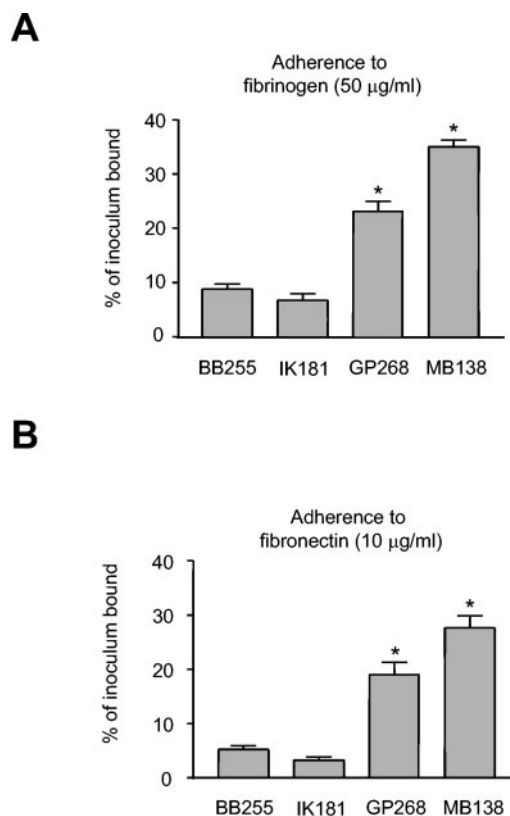 A
Adherence to
fibrinogen (50 μg/ml)
% of inoculum bound
40
30
20
10
0
*
*
BB255 IK181 GP268 MB138
B
Adherence to
fibronectin (10 μg/ml)
% of inoculum bound
40
30
20
10
0
*
*
BB255 IK181 GP268 MB138